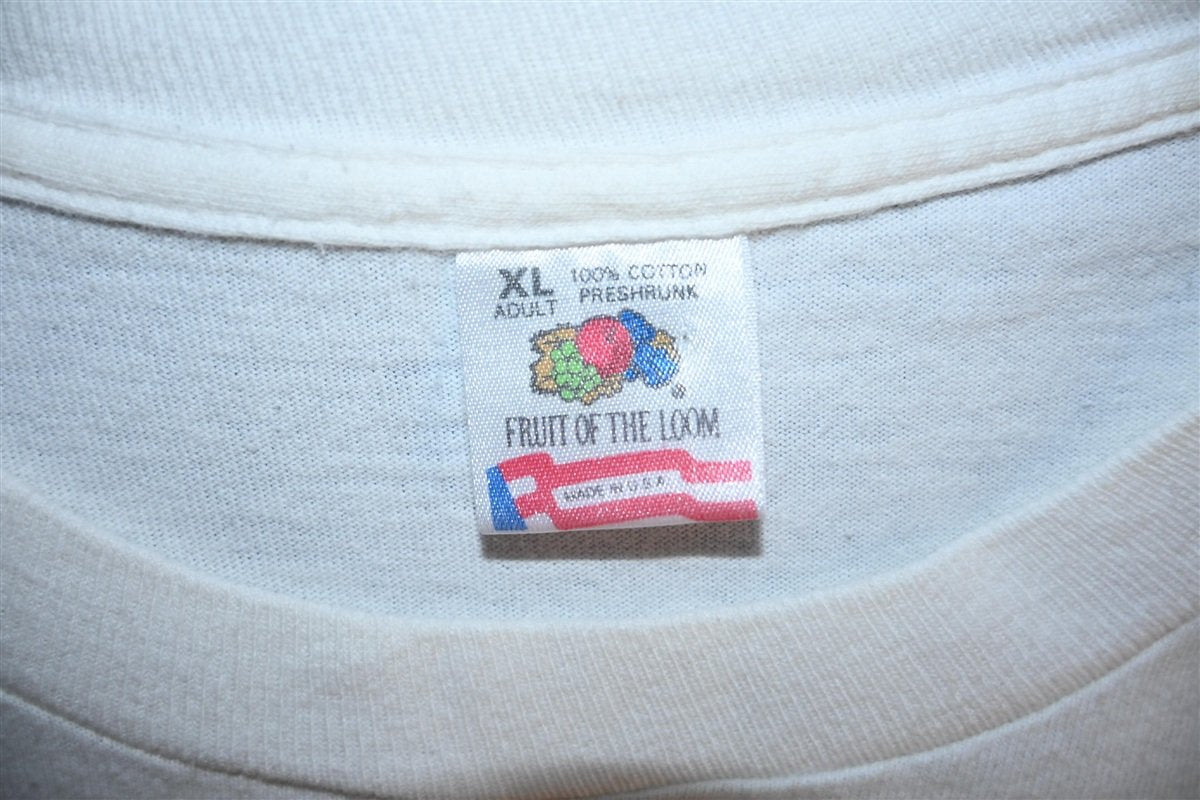 XL 100% COTTON
ADULT PRESHRUNK
®
FRUIT OF THE LOOM
MADE IN U.S.A.